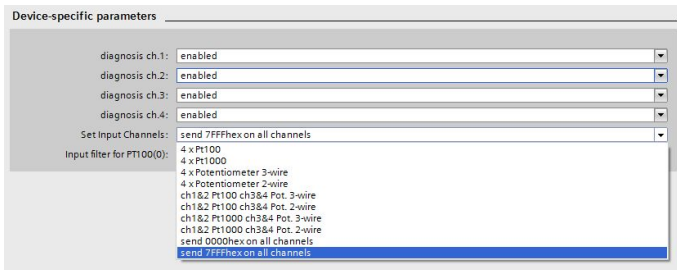 Device-specific parameters
diagnosis ch.1: enabled
diagnosis ch.2: enabled
diagnosis ch.3: enabled
diagnosis ch.4: enabled
Set Input Channels: send 7FFFhex on all channels
Input filter for PT100(0):
4 x Pt100
4 x Pt1000
4 x Potentiometer 3-wire
4 x Potentiometer 2-wire
ch1&2 Pt100 ch3&4 Pot. 3-wire
ch1&2 Pt100 ch3&4 Pot. 2-wire
ch1&2 Pt1000 ch3&4 Pot. 3-wire
ch1&2 Pt1000 ch3&4 Pot. 2-wire
send 0000hex on all channels
send 7FFFhex on all channels